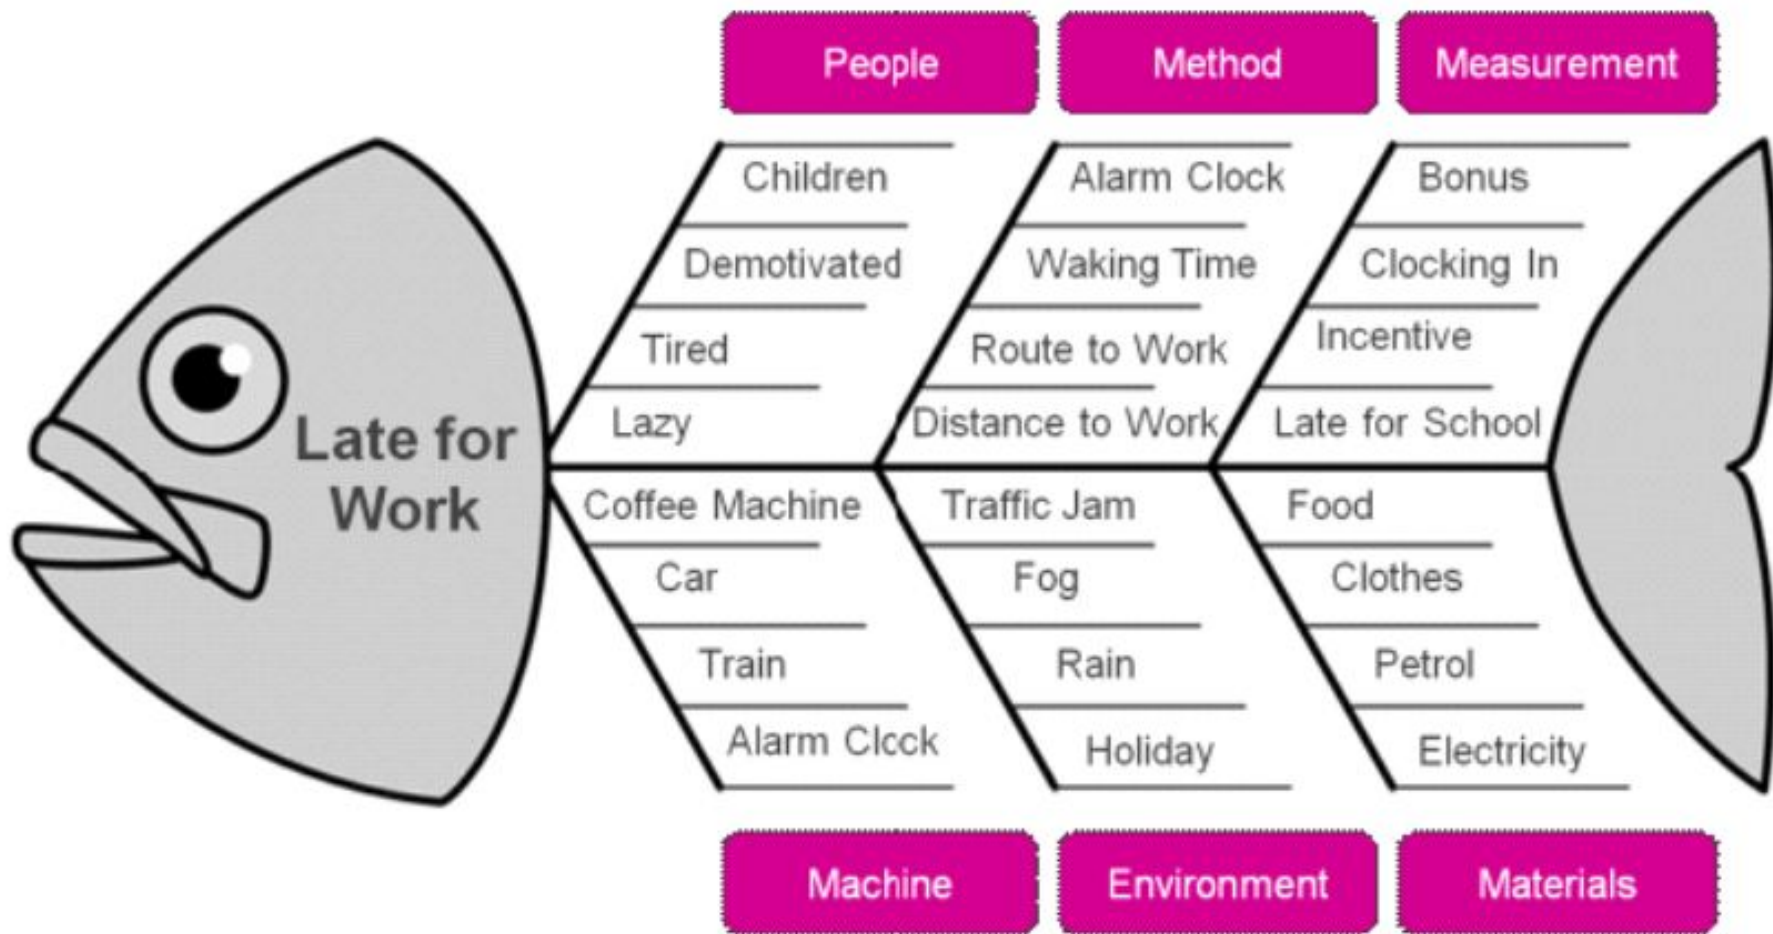 People
Method
Measurement
Children
Demotivated
Tired
Lazy
Alarm Clock
Waking Time
Route to Work
Distance to Work
Bonus
Clocking In
Incentive
Late for School
Late for
Work
Coffee Machine
Car
Train
Alarm Clock
Traffic Jam
Fog
Rain
Holiday
Food
Clothes
Petrol
Electricity
Machine
Environment
Materials